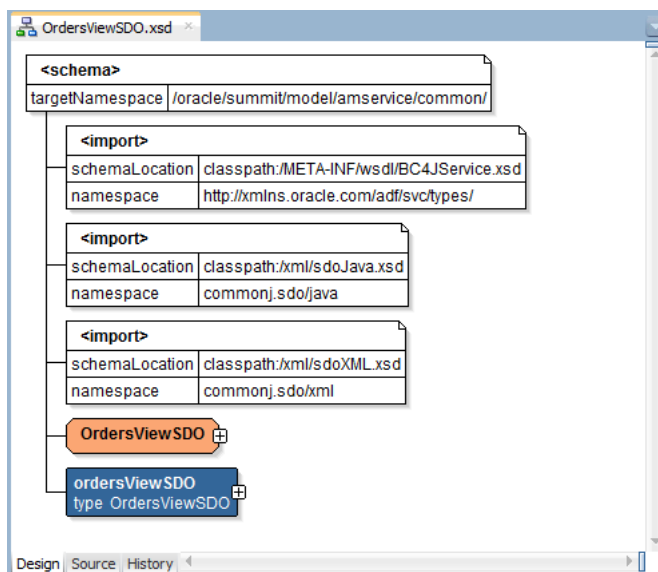 OrdersViewSDO.xsd
<schema>
targetNamespace /oracle/summit/model/amservice/common/
<import>
schemaLocation classpath:/META-INF/wsdl/BC4JService.xsd
namespace http://xmlns.oracle.com/adf/svc/types/
<import>
schemaLocation classpath:/xml/sdoJava.xsd
namespace commonj.sdo/java
<import>
schemaLocation classpath:/xml/sdoXML.xsd
namespace commonj.sdo/xml
OrdersViewSDO
ordersViewSDO
type OrdersViewSDO
Design Source History